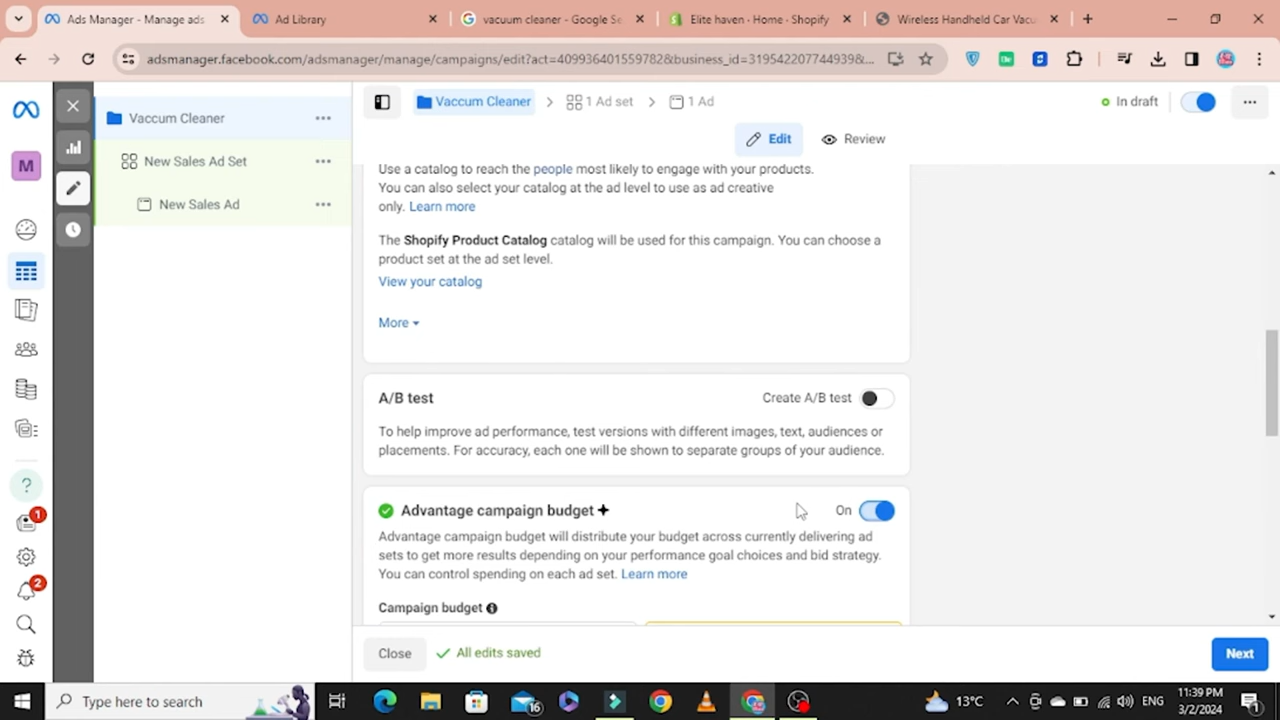 Ads Manager - Manage ads
Ad Library
vacuum cleaner - Google Se
Elite haven - Home - Shopify
Wireless Handheld Car Vacu
adsmanager.facebook.com/adsmanager/manage/campaigns/edit?act=409936401559782&business_id=319542207744939&...
Vaccum Cleaner
1 Ad set
1 Ad
In draft
Edit
Review
M
Vaccum Cleaner
New Sales Ad Set
New Sales Ad
Use a catalog to reach the people most likely to engage with your products.
You can also select your catalog at the ad level to use as ad creative
only. Learn more
The Shopify Product Catalog catalog will be used for this campaign. You can choose a
product set at the ad set level.
View your catalog
More
A/B test
Create A/B test
To help improve ad performance, test versions with different images, text, audiences or
placements. For accuracy, each one will be shown to separate groups of your audience.
Advantage campaign budget
On
Advantage campaign budget will distribute your budget across currently delivering ad
sets to get more results depending on your performance goal choices and bid strategy.
You can control spending on each ad set. Learn more
Campaign budget
1
2
Close
All edits saved
Next
Type here to search
16
13°C
ENG
11:39 PM
3/2/2024
1